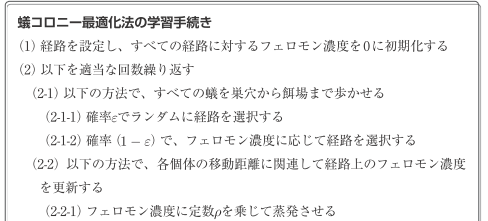 蟻コロニー最適化法の学習手続き
(1) 経路を設定し、すべての経路に対するフェロモン濃度を0に初期化する
(2) 以下を適当な回数繰り返す
(2-1) 以下の方法で、すべての蟻を巣穴から餌場まで歩かせる
(2-1-1) 確率εでランダムに経路を選択する
(2-1-2) 確率 (1 − ε) で、フェロモン濃度に応じて経路を選択する
(2-2) 以下の方法で、各個体の移動距離に関連して経路上のフェロモン濃度
を更新する
(2-2-1) フェロモン濃度に定数ρを乗じて蒸発させる